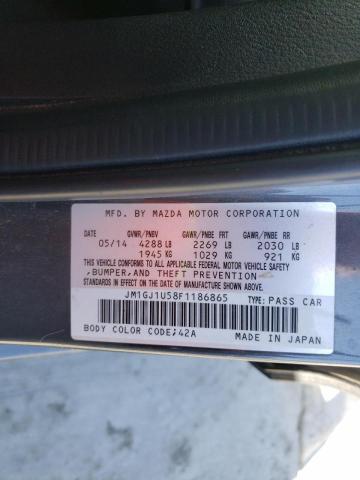 MFD. BY MAZDA MOTOR CORPORATION
DATE GVWR/PNBV GAWR/PNBE FRT GAWR/PNBE RR
05/14 4288 LB 2269 LB 2030 LB
1945 KG 1029 KG 921 KG
THIS VEHICLE CONFORMS TO ALL APPLICABLE FEDERAL MOTOR VEHICLE SAFETY
,BUMPER,AND THEFT PREVENTION
STANDARDS IN EFFECT ON THE DATE OF MANUFACTURE SHOWN ABOVE.
JM1GJ1U58F1186865 TYPE:PASS CAR
BODY COLOR CODE;42A MADE IN JAPAN